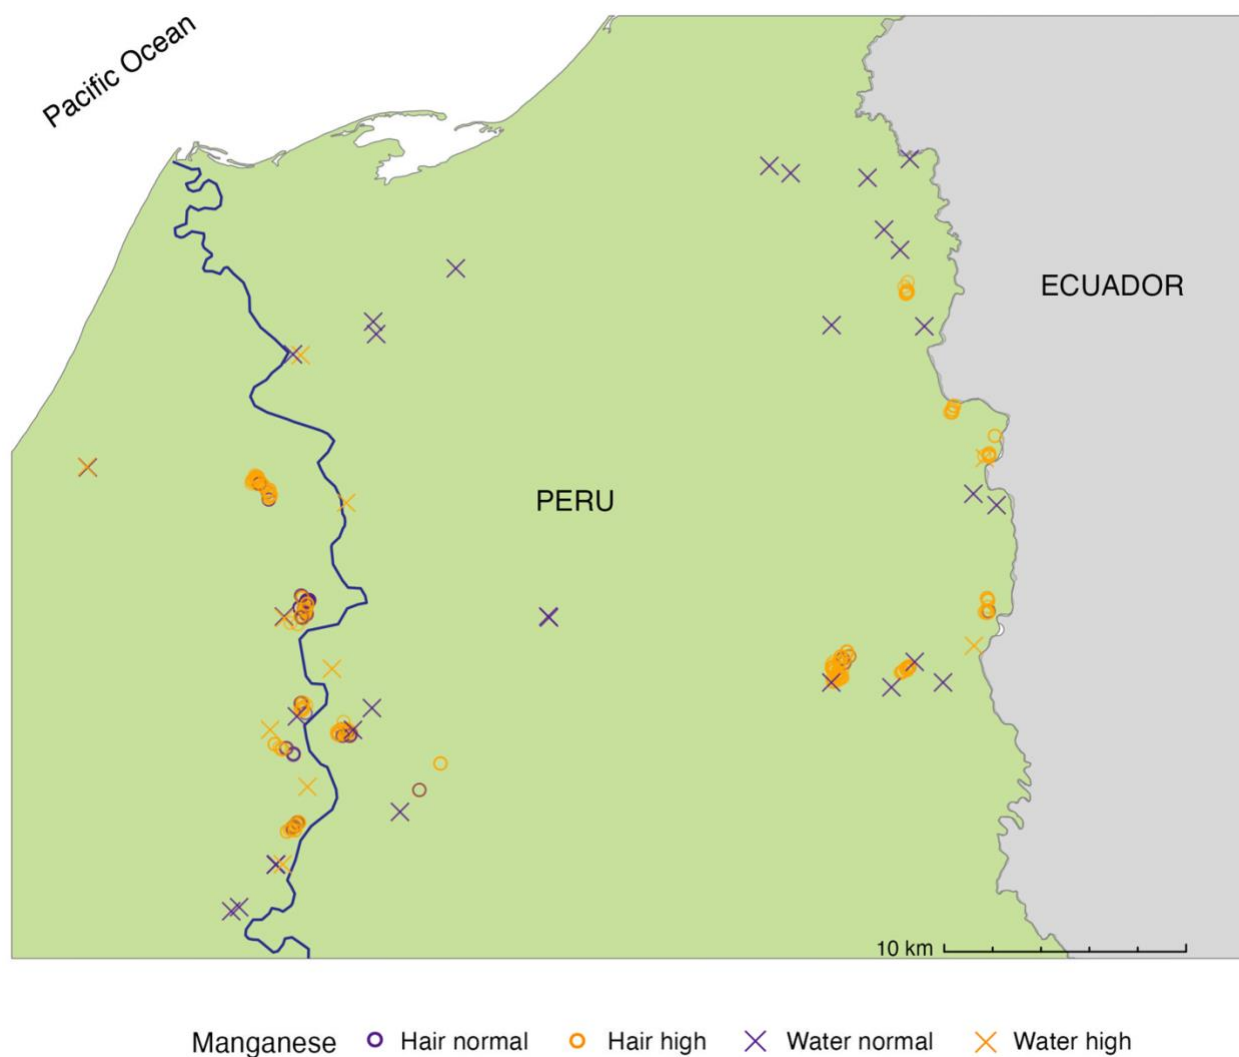 Pacific Ocean
ECUADOR
PERU
10 km
Manganese Hair normal Hair high Water normal Water high